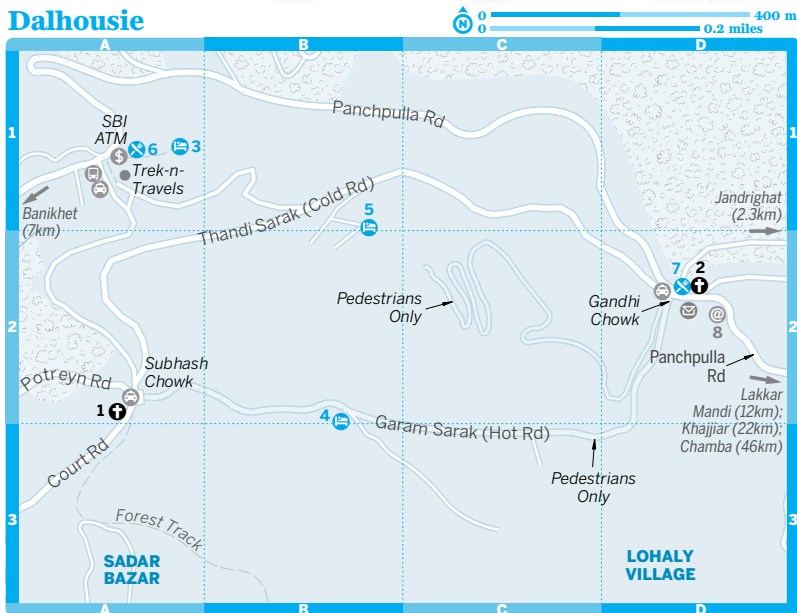 Dalhousie
N
0 400 m
0 0.2 miles
A B C D
1 1
Panchpulla Rd
SBI
ATM
$
6
3
Trek-n-
Travels
Banikhet
(7km)
Thandi Sarak (Cold Rd)
5
Jandrighat
(2.3km)
2 2
Pedestrians
Only
7 2
Gandhi
Chowk
@
8
Panchpulla
Rd
Subhash
Chowk
Potreyn Rd
1
4
Garam Sarak (Hot Rd)
Lakkar
Mandi (12km);
Khajjiar (22km);
Chamba (46km)
Court Rd
Pedestrians
Only
3 3
Forest Track
SADAR
BAZAR
LOHALY
VILLAGE
A B C D